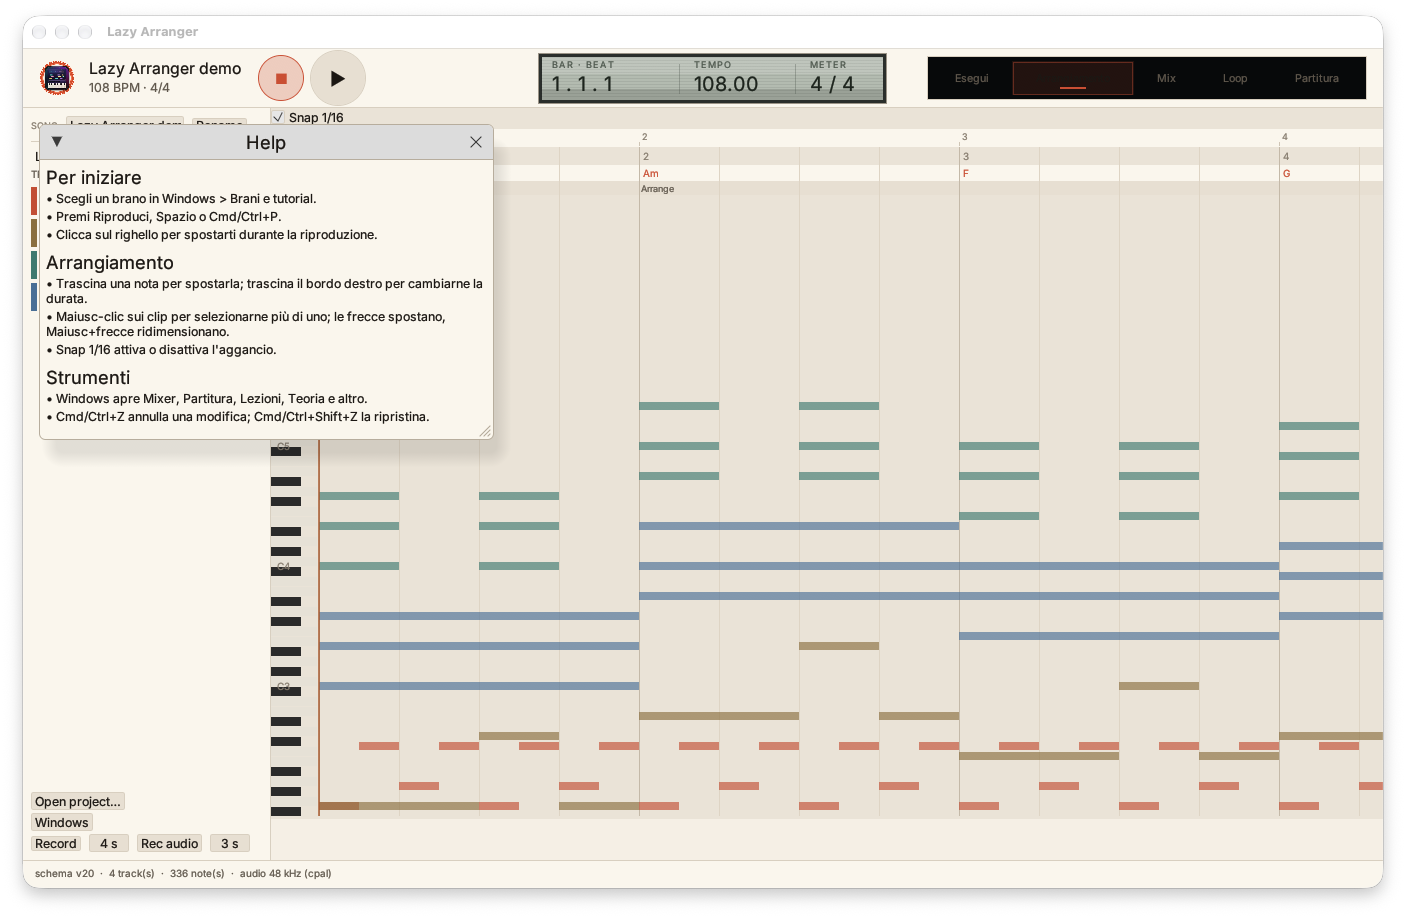 Lazy Arranger
Lazy Arranger demo
108 BPM · 4/4
BAR · BEAT
1 . 1 . 1
TEMPO
108.00
METER
4 / 4
Esegui
Mix
Loop
Partitura
Snap 1/16
Help
Per iniziare
• Scegli un brano in Windows > Brani e tutorial.
• Premi Riproduci, Spazio o Cmd/Ctrl+P.
• Clicca sul righello per spostarti durante la riproduzione.
Arrangiamento
• Trascina una nota per spostarla; trascina il bordo destro per cambiarne la
durata.
• Maiusc-clic sui clip per selezionarne più di uno; le frecce spostano,
Maiusc+frecce ridimensionano.
• Snap 1/16 attiva o disattiva l'aggancio.
Strumenti
• Windows apre Mixer, Partitura, Lezioni, Teoria e altro.
• Cmd/Ctrl+Z annulla una modifica; Cmd/Ctrl+Shift+Z la ripristina.
2 3 4
2 3 4
Am F G
Arrange
C5
C4
C3
Open project...
Windows
Record 4 s Rec audio 3 s
schema v20 · 4 track(s) · 336 note(s) · audio 48 kHz (cpal)